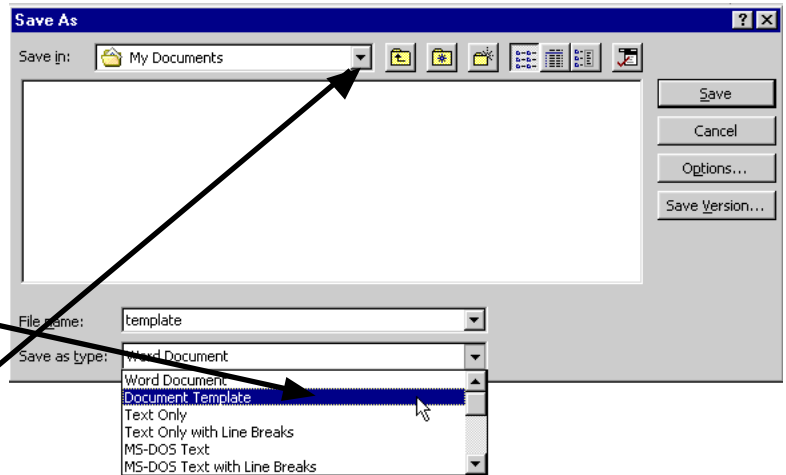 Save As
Save in: My Documents
Save
Cancel
Options...
Save Version...
File name: template
Save as type: Word Document
Word Document
Document Template
Text Only
Text Only with Line Breaks
MS-DOS Text
MS-DOS Text with Line Breaks